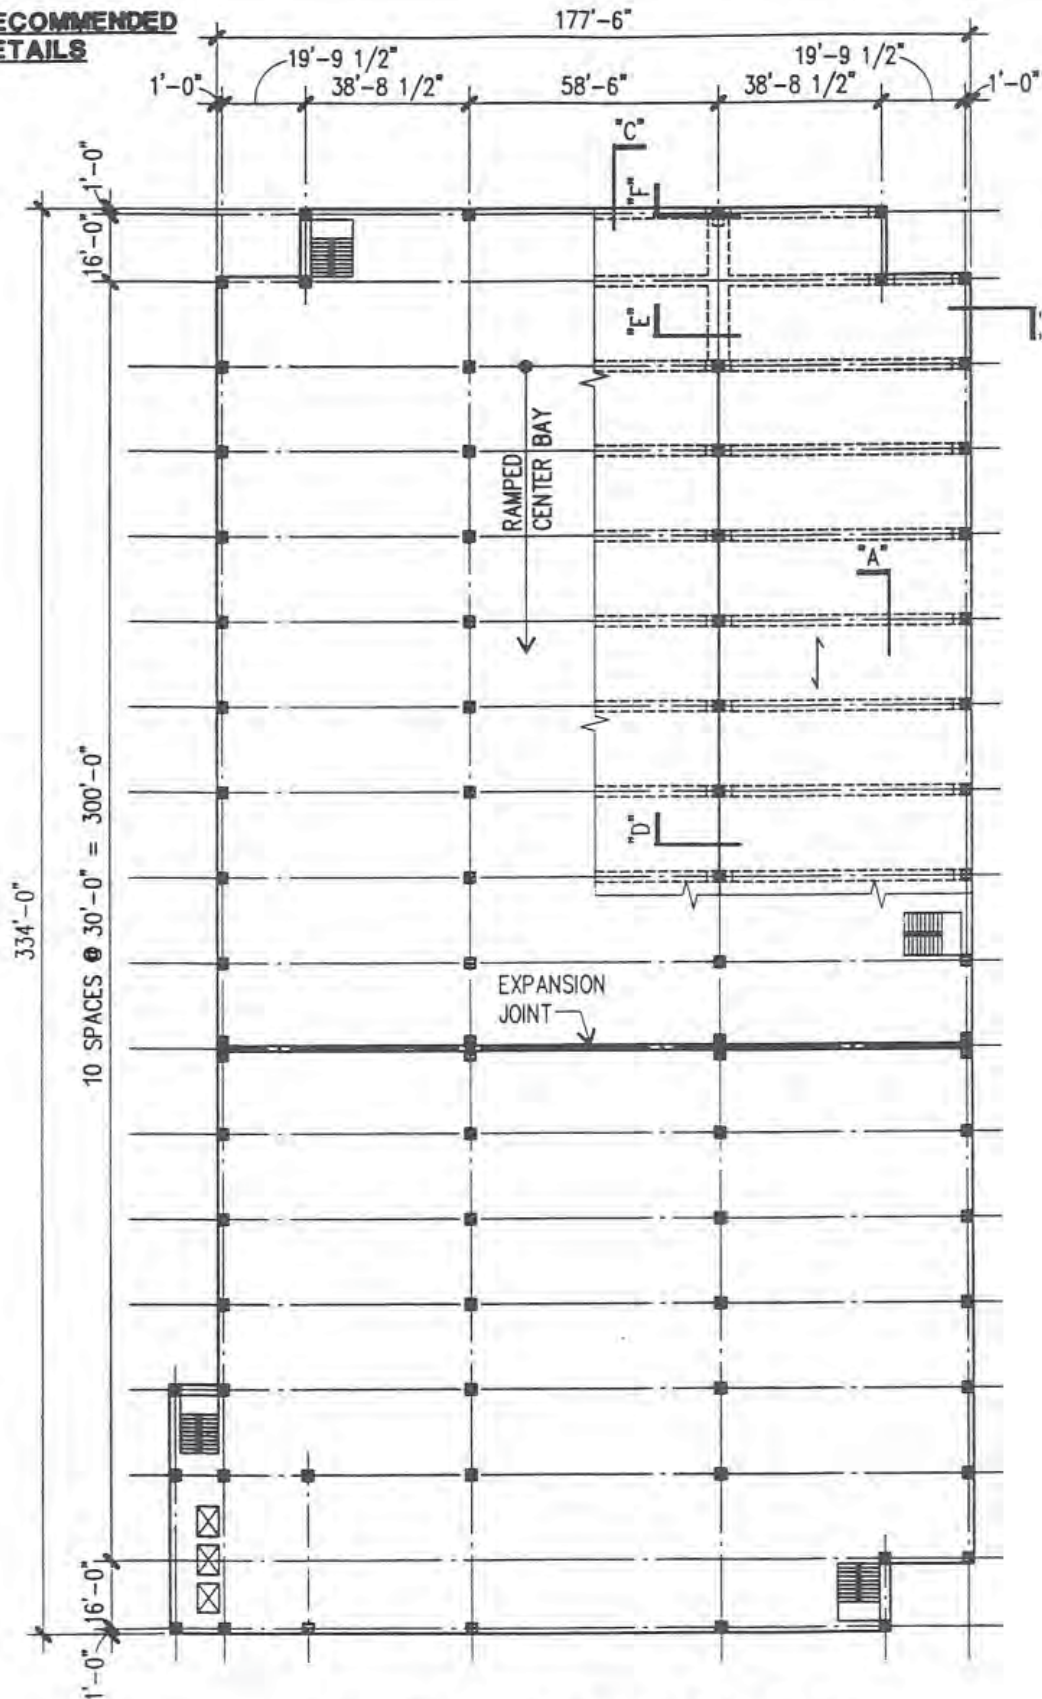 ECOMMENDED
ETAILS
177'-6"
19'-9 1/2"
19'-9 1/2"
1'-0"
38'-8 1/2"
58'-6"
38'-8 1/2"
1'-0"
"C"
1'-0"
"F"
16'-0"
"E"
RAMPED
CENTER BAY
"A"
10 SPACES @ 30'-0" = 300'-0"
"D"
334'-0"
EXPANSION
JOINT
16'-0"
1'-0"